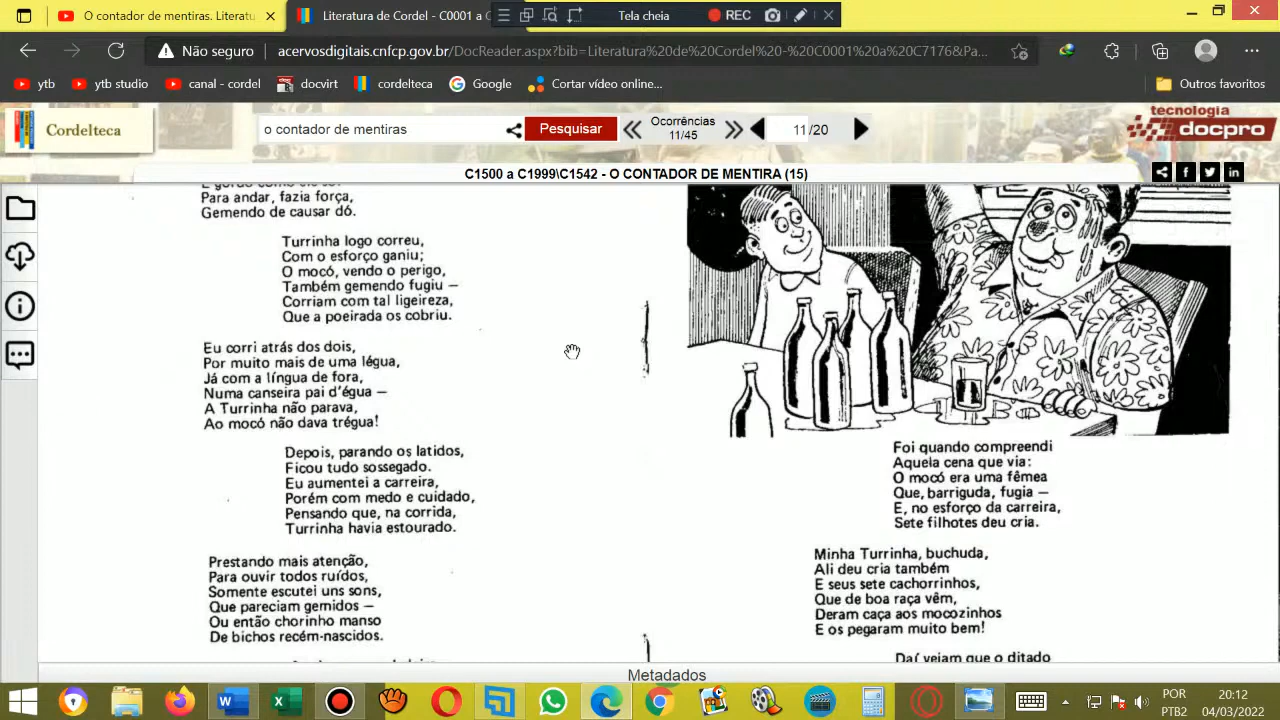 O contador de mentiras. Literatu
Literatura de Cordel - C0001 a C
Tela cheia
REC
Não seguro
acervosdigitais.cnfcp.gov.br/DocReader.aspx?bib=Literatura%20de%20Cordel%20-%20C0001%20a%20C7176&Pa...
ytb
ytb studio
canal - cordel
docvirt
cordelteca
Google
Cortar vídeo online...
Outros favoritos
Cordelteca
o contador de mentiras
Pesquisar
Ocorrências
11/45
11/20
tecnologia
docpro
C1500 a C1999\C1542 - O CONTADOR DE MENTIRA (15)
Para andar, fazia força,
Gemendo de causar dó.
Turrinha logo correu,
Com o esforço ganiu;
O mocó, vendo o perigo,
Também gemendo fugiu —
Corriam com tal ligeireza,
Que a poeirada os cobriu.
Eu corri atrás dos dois,
Por muito mais de uma légua,
Já com a língua de fora,
Numa canseira pai d'égua —
A Turrinha não parava,
Ao mocó não dava trégua!
Depois, parando os latidos,
Ficou tudo sossegado.
Eu aumentei a carreira,
Porém com medo e cuidado,
Pensando que, na corrida,
Turrinha havia estourado.
Prestando mais atenção,
Para ouvir todos ruídos,
Somente escutei uns sons,
Que pareciam gemidos —
Ou então chorinho manso
De bichos recém-nascidos.
Foi quando compreendi
Aquela cena que via:
O mocó era uma fêmea
Que, barriguda, fugia —
E, no esforço da carreira,
Sete filhotes deu cria.
Minha Turrinha, buchuda,
Ali deu cria também
E seus sete cachorrinhos,
Que de boa raça vêm,
Deram caça aos mocozinhos
E os pegaram muito bem!
Daí vejam que o ditado
Metadados
POR
PTB2
20:12
04/03/2022